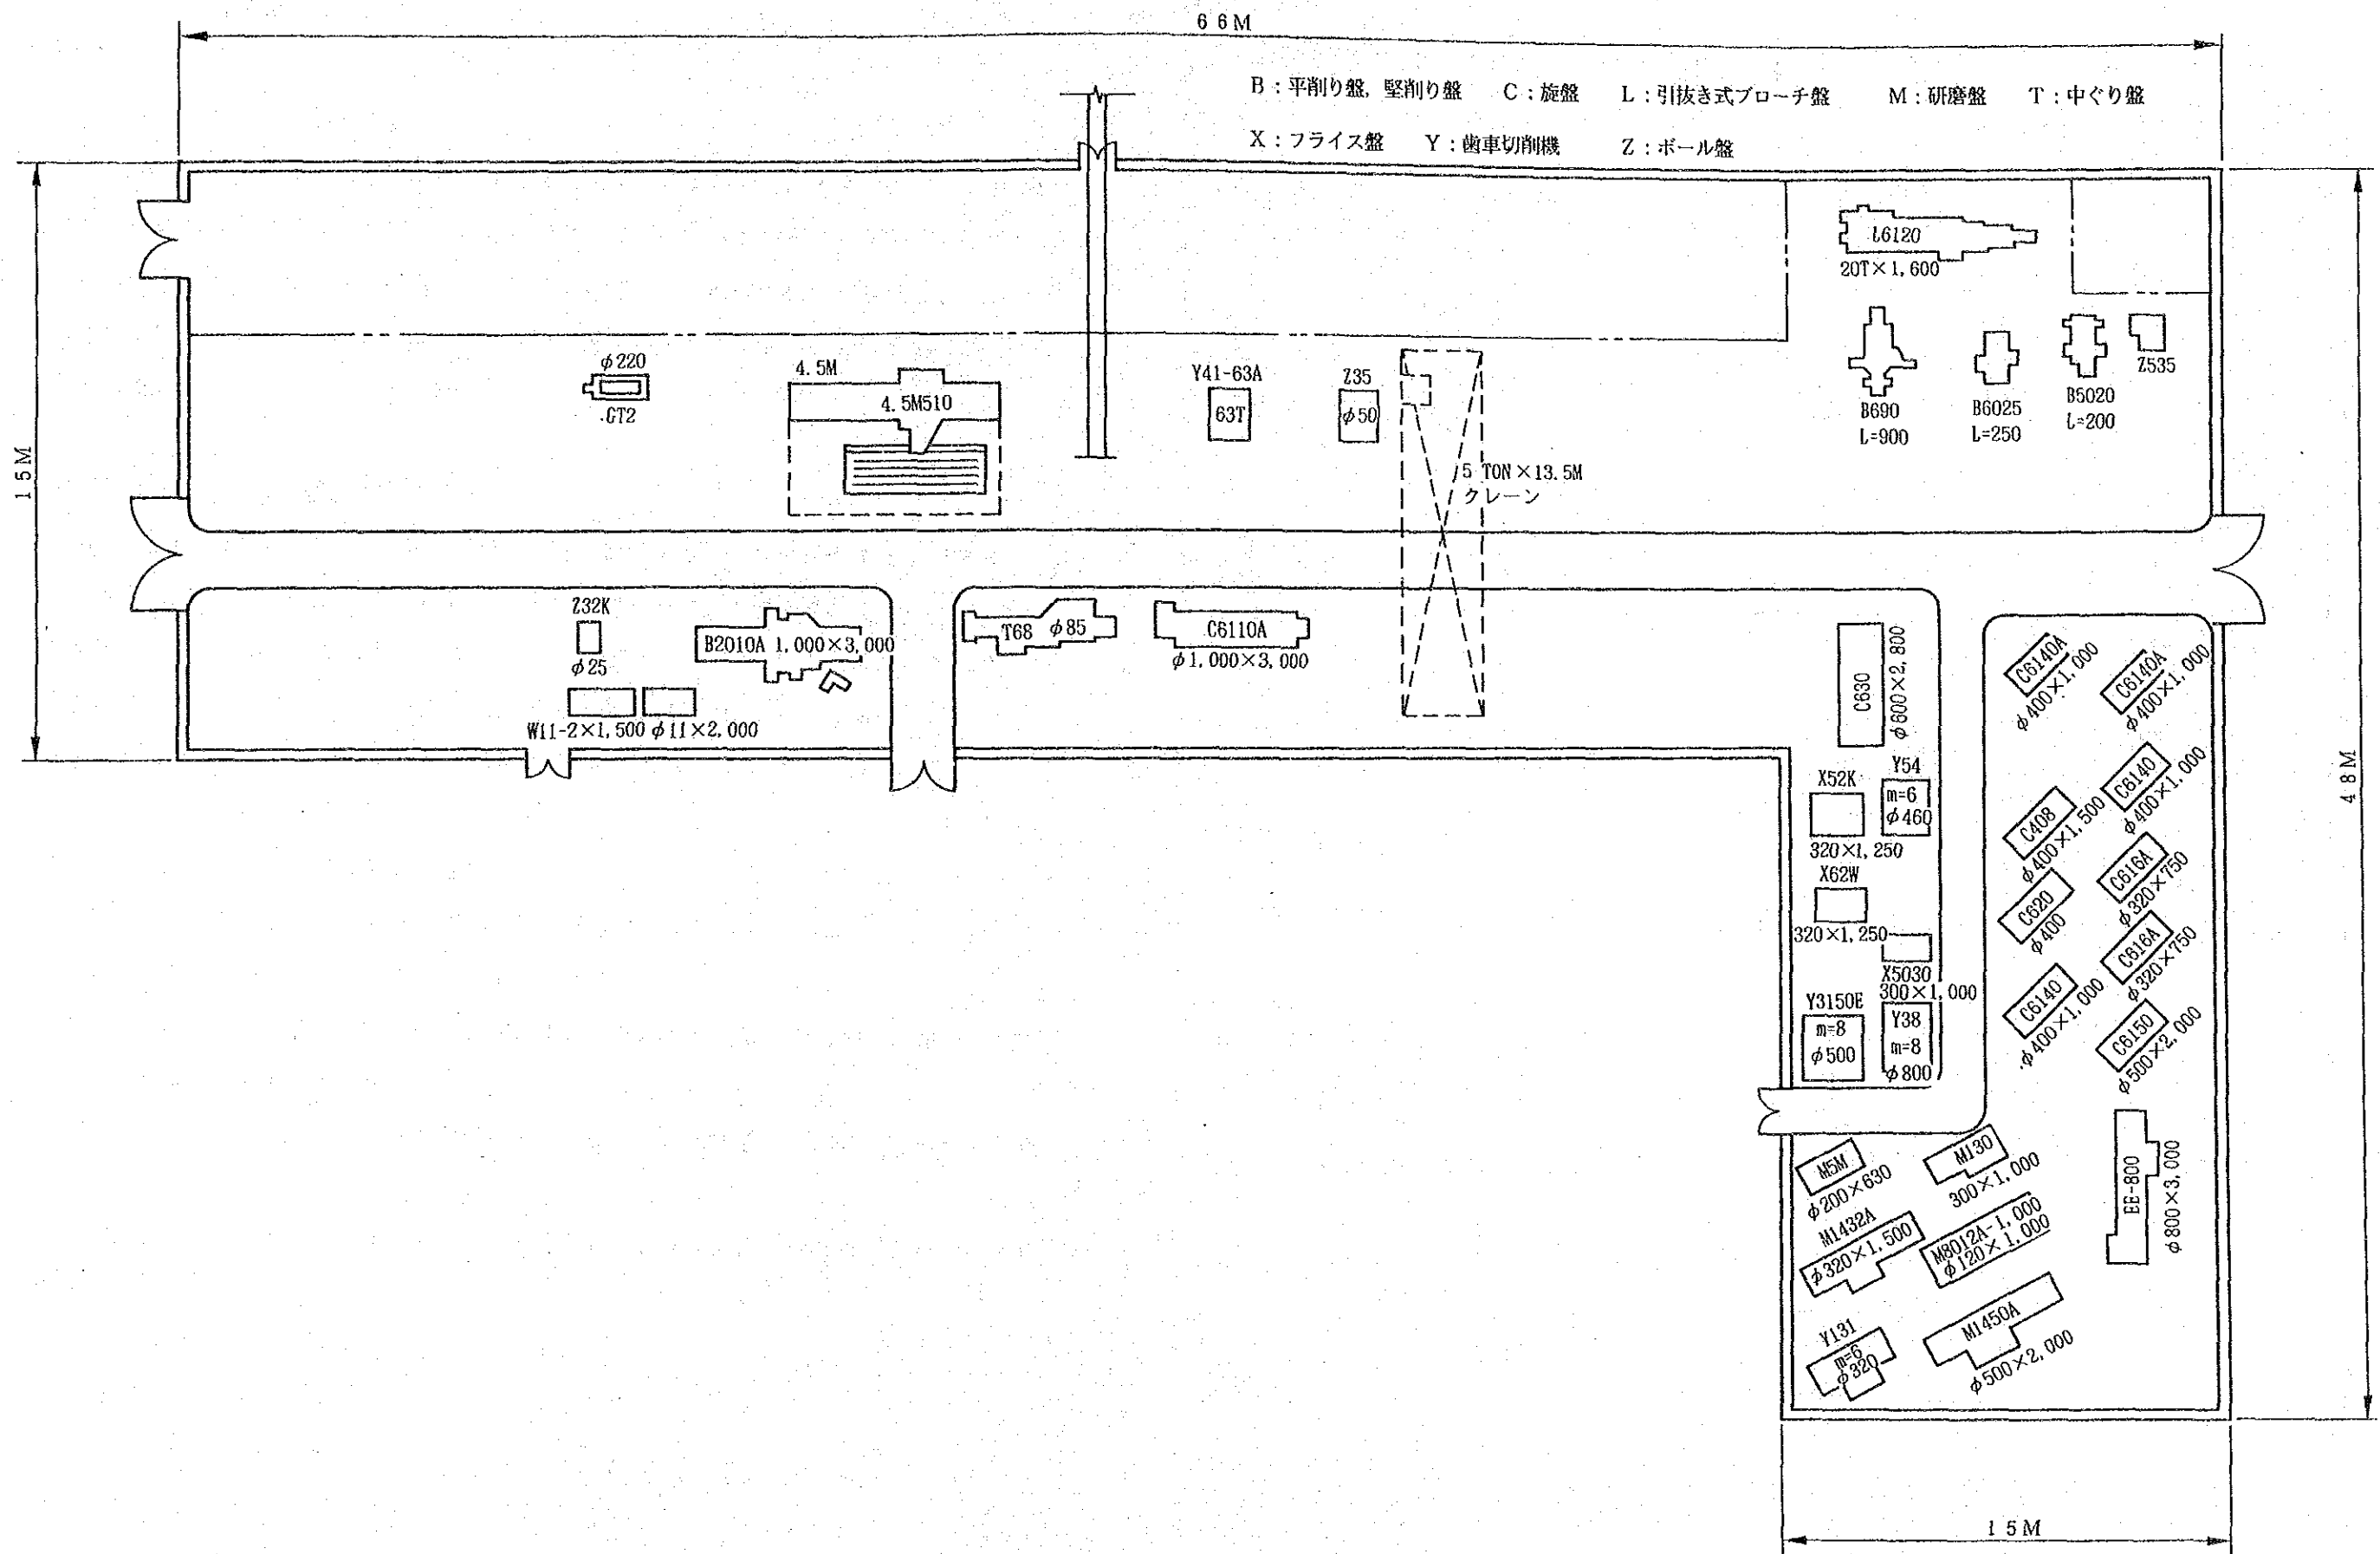 66M
B：平削り盤，堅削り盤　C：旋盤　L：引抜き式ブローチ盤　M：研磨盤　T：中ぐり盤
X：フライス盤　Y：歯車切削機　Z：ボール盤
15M
48M
L6120
20T×1,600
φ220
GT2
4.5M
4.5M510
Y41-63A
63T
Z35
φ50
5 TON×13.5M
クレーン
B690
L=900
B6025
L=250
B5020
L=200
Z535
Z32K
φ25
B2010A 1,000×3,000
W11-2×1,500 φ11×2,000
T68 φ85
C6110A
φ1,000×3,000
C630
φ600×2,800
C6140A
φ400×1,000
C6140A
φ400×1,000
X52K
320×1,250
Y54
m=6
φ460
C6140
φ400×1,000
C408
φ400×1,500
X62W
320×1,250
C616A
φ320×750
C620
φ400
X5030
300×1,000
C616A
φ320×750
Y3150E
m=8
φ500
Y38
m=8
φ800
C6140
φ400×1,000
C6150
φ500×2,000
M5M
φ200×630
M130
300×1,000
EE-800
φ800×3,000
M1432A
φ320×1,500
M8012A-1,000
φ120×1,000
Y131
m=6
φ320
M1450A
φ500×2,000
15M